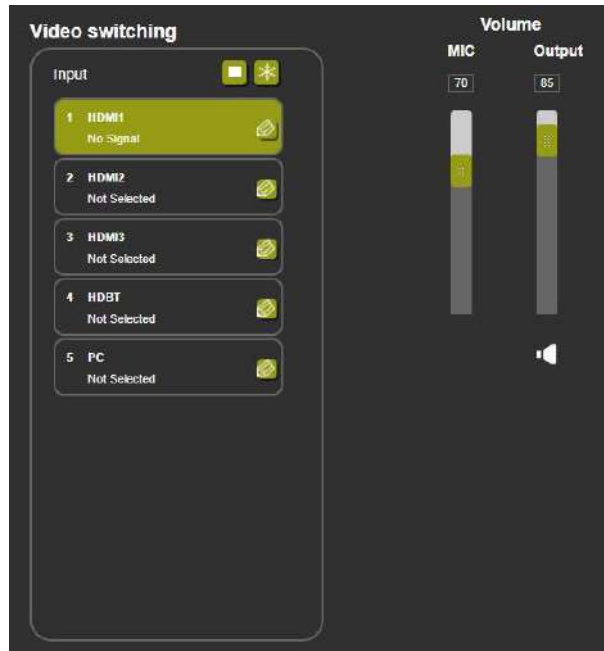 Video switching
Input
1 HDMI1
No Signal
2 HDMI2
Not Selected
3 HDMI3
Not Selected
4 HDBT
Not Selected
5 PC
Not Selected
Volume
MIC Output
70 85